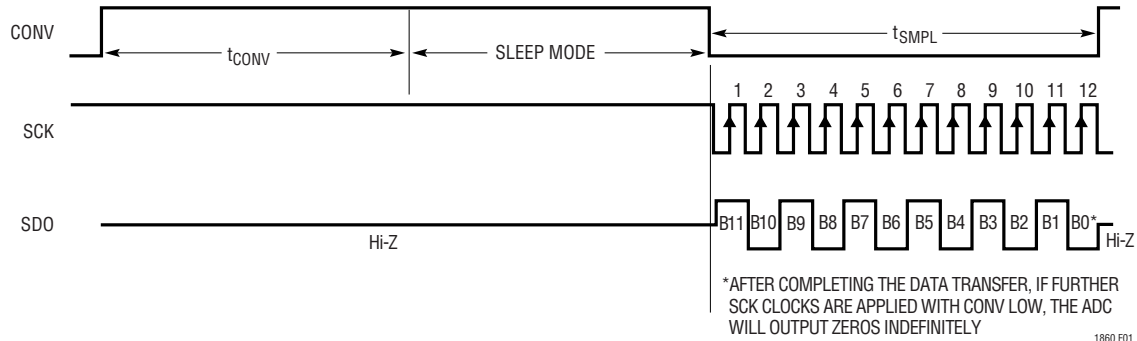 CONV
tCONV
SLEEP MODE
tSMPL
1 2 3 4 5 6 7 8 9 10 11 12
SCK
SDO
Hi-Z
B11 B10 B9 B8 B7 B6 B5 B4 B3 B2 B1 B0*
Hi-Z
*AFTER COMPLETING THE DATA TRANSFER, IF FURTHER
SCK CLOCKS ARE APPLIED WITH CONV LOW, THE ADC
WILL OUTPUT ZEROS INDEFINITELY
1860 F01